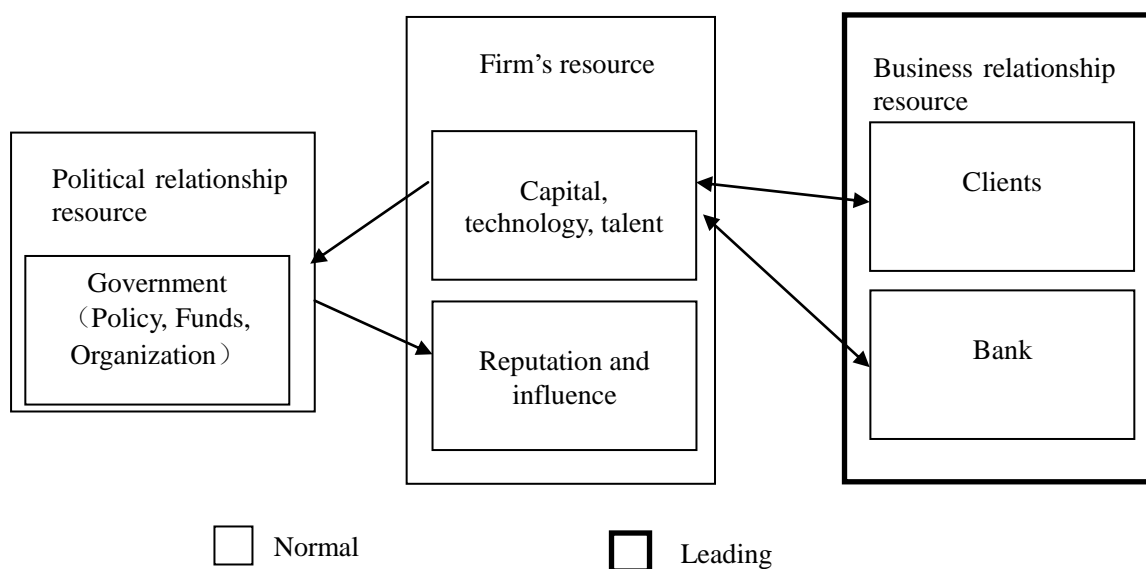 Political relationship
resource
Government
（Policy, Funds,
Organization）
Firm’s resource
Capital,
technology, talent
Reputation and
influence
Business relationship
resource
Clients
Bank
Normal
Leading